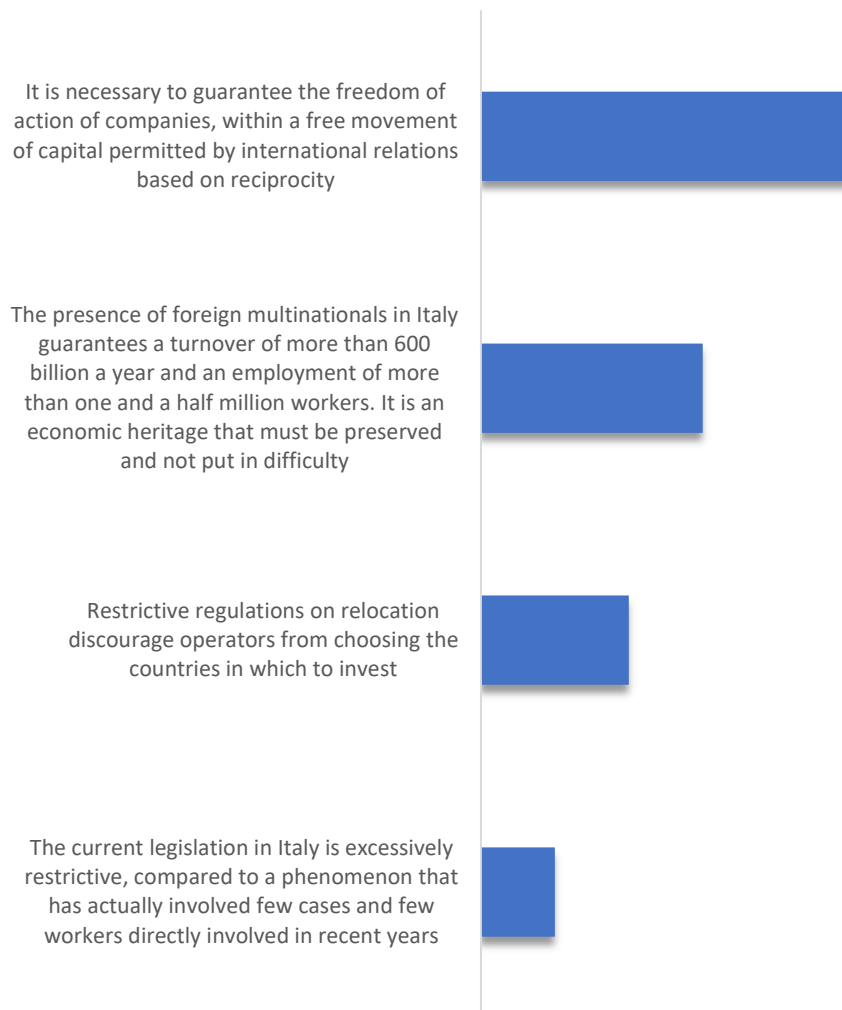 It is necessary to guarantee the freedom of
action of companies, within a free movement
of capital permitted by international relations
based on reciprocity
The presence of foreign multinationals in Italy
guarantees a turnover of more than 600
billion a year and an employment of more
than one and a half million workers. It is an
economic heritage that must be preserved
and not put in difficulty
Restrictive regulations on relocation
discourage operators from choosing the
countries in which to invest
The current legislation in Italy is excessively
restrictive, compared to a phenomenon that
has actually involved few cases and few
workers directly involved in recent years